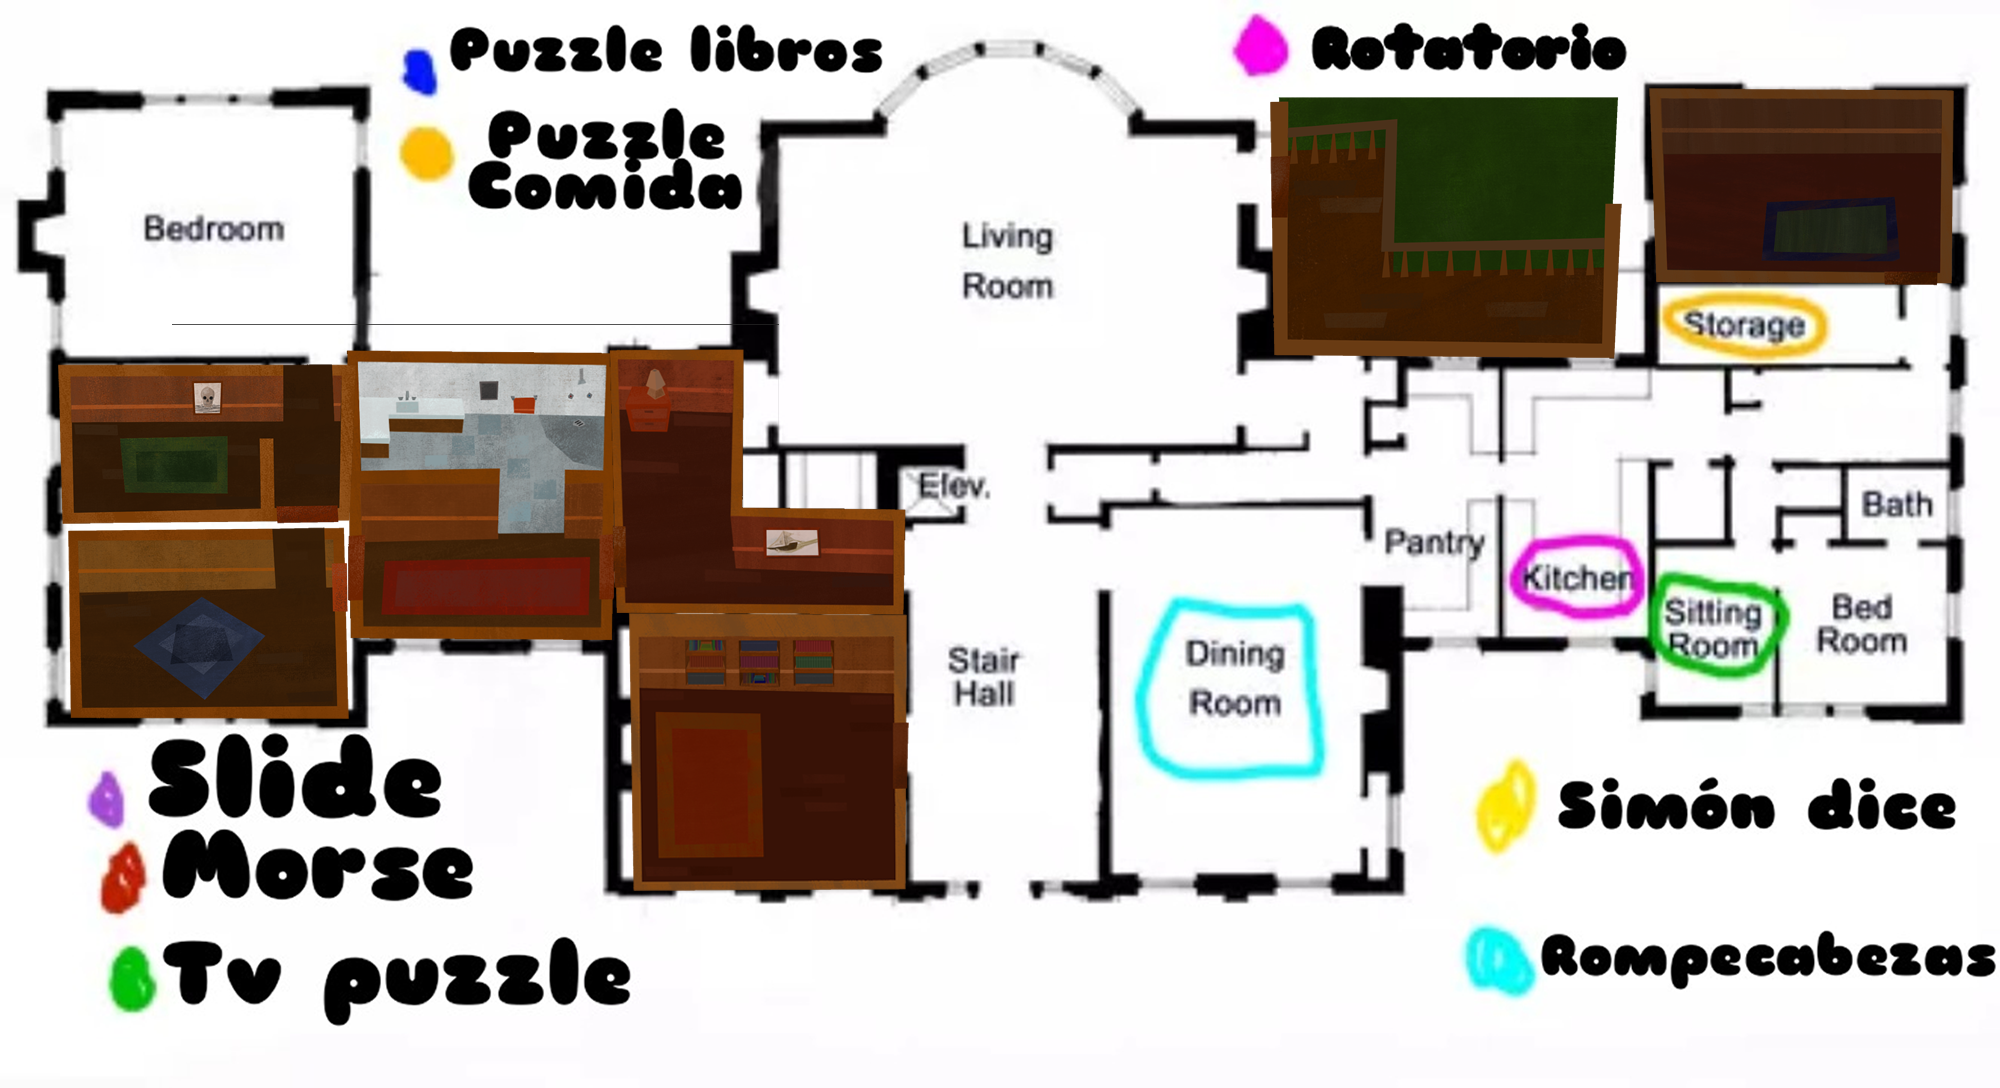 Puzzle libros
Puzzle
Comida
Rotatorio
Bedroom
Living
Room
Storage
Elev.
Bath
Pantry
Kitchen
Sitting
Room
Bed
Room
Stair
Hall
Dining
Room
Slide
Morse
Tv puzzle
Simón dice
Rompecabezas